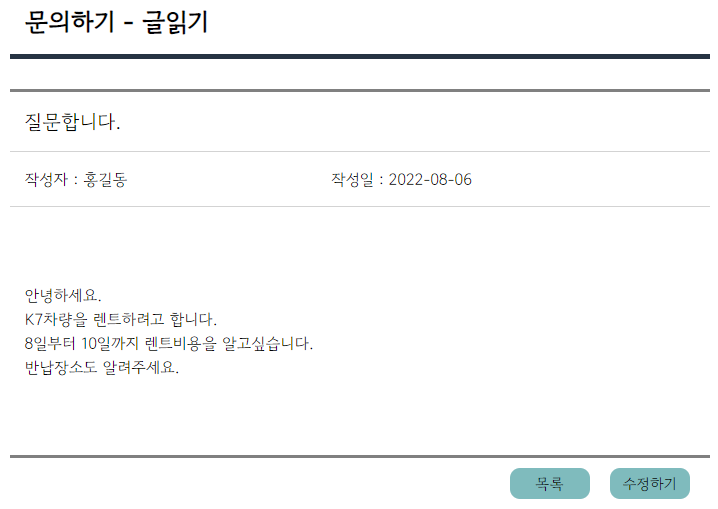 문의하기 - 글읽기
질문합니다.
작성자 : 홍길동 작성일 : 2022-08-06
안녕하세요.
K7차량을 렌트하려고 합니다.
8일부터 10일까지 렌트비용을 알고싶습니다.
반납장소도 알려주세요.
목록 수정하기